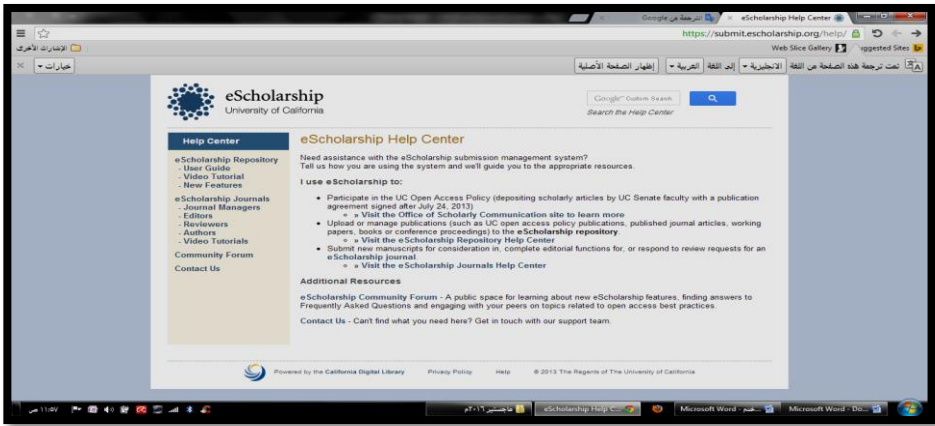 الترجمة من Google
eScholarship Help Center
https://submit.escholarship.org/help/
الإشارات الأخرى
Web Slice Gallery
uggested Sites
تمت ترجمة هذه الصفحة من اللغة الانجليزية إلى اللغة العربية إظهار الصفحة الأصلية
خيارات
eScholarship
University of California
Google™ Custom Search
Search the Help Center
Help Center
eScholarship Repository
- User Guide
- Video Tutorial
- New Features
eScholarship Journals
- Journal Managers
- Editors
- Reviewers
- Authors
- Video Tutorials
Community Forum
Contact Us
eScholarship Help Center
Need assistance with the eScholarship submission management system?
Tell us how you are using the system and we'll guide you to the appropriate resources.
I use eScholarship to:
• Participate in the UC Open Access Policy (depositing scholarly articles by UC Senate faculty with a publication
agreement signed after July 24, 2013)
» Visit the Office of Scholarly Communication site to learn more
• Upload or manage publications (such as UC open access policy publications, published journal articles, working
papers, books or conference proceedings) to the eScholarship repository.
» Visit the eScholarship Repository Help Center
• Submit new manuscripts for consideration in, complete editorial functions for, or respond to review requests for an
eScholarship journal
» Visit the eScholarship Journals Help Center
Additional Resources
eScholarship Community Forum - A public space for learning about new eScholarship features, finding answers to
Frequently Asked Questions and engaging with your peers on topics related to open access best practices.
Contact Us - Can't find what you need here? Get in touch with our support team.
Powered by the California Digital Library
Privacy Policy
Help
© 2013 The Regents of The University of California
١١:٥٧ ص
ماجستير ٢٠١٦م
eScholarship Help C...
Microsoft Word -
Microsoft Word - Do...